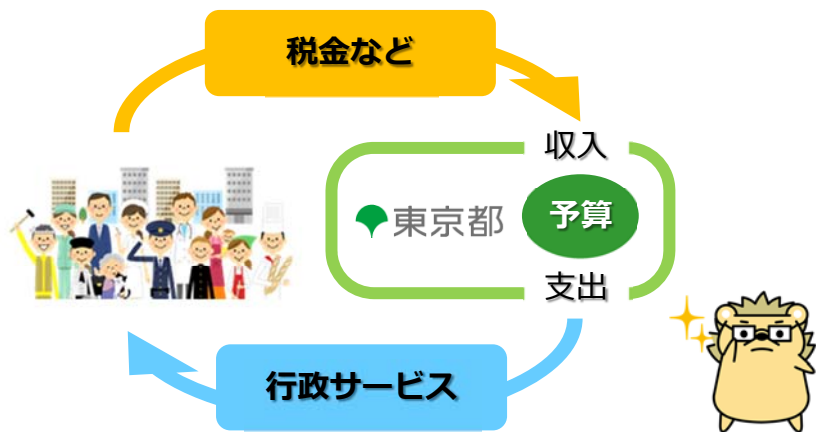 税金など
収入
東京都
予算
支出
行政サービス